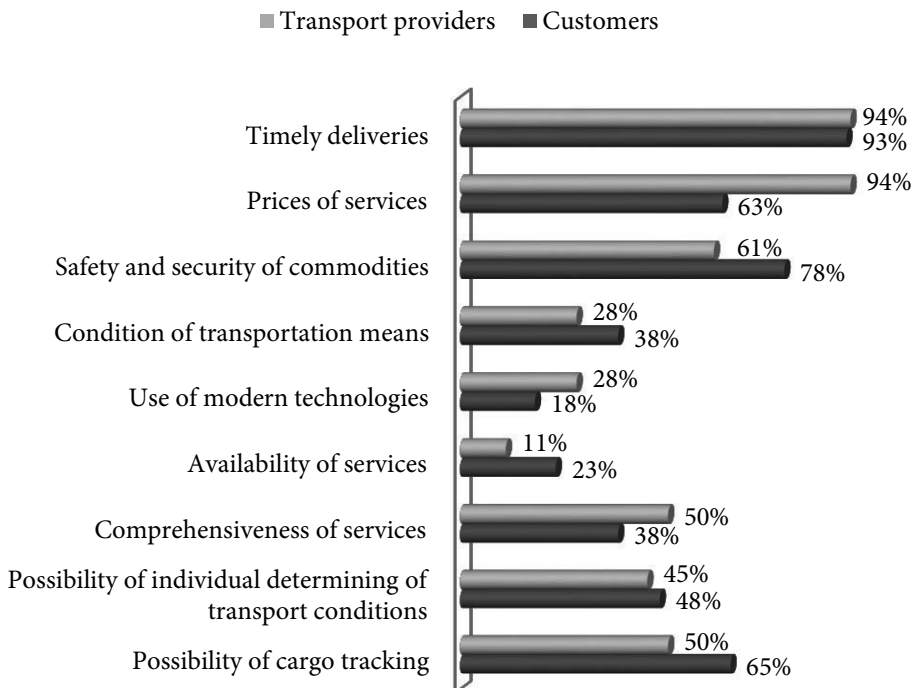 Transport providers Customers
Timely deliveries 94%
93%
Prices of services 94%
63%
Safety and security of commodities 61%
78%
Condition of transportation means 28%
38%
Use of modern technologies 28%
18%
Availability of services 11%
23%
Comprehensiveness of services 50%
38%
Possibility of individual determining of 45%
transport conditions 48%
Possibility of cargo tracking 50%
65%